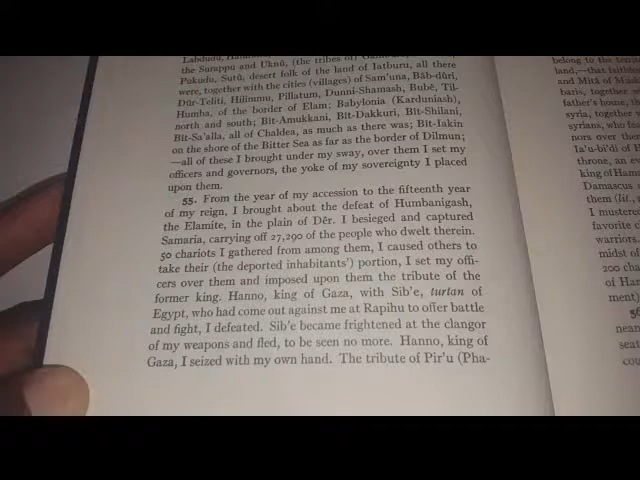 the Surappu and Uknû, (the tribes of)
Pukudu, Sutû, desert folk of the land of Iatburu, all there
were, together with the cities (villages) of Sam'una, Bâb-dûri,
Dûr-Teliti, Hilimmu, Pillatum, Dunni-Shamash, Bubê, Til-
Humba, of the border of Elam; Babylonia (Karduniash),
north and south; Bît-Amukkani, Bît-Dakkuri, Bît-Shilani,
Bît-Sa'alla, all of Chaldea, as much as there was; Bît-Iakin
on the shore of the Bitter Sea as far as the border of Dilmun;
—all of these I brought under my sway, over them I set my
officers and governors, the yoke of my sovereignty I placed
upon them.
55. From the year of my accession to the fifteenth year
of my reign, I brought about the defeat of Humbanigash,
the Elamite, in the plain of Dêr. I besieged and captured
Samaria, carrying off 27,290 of the people who dwelt therein.
50 chariots I gathered from among them, I caused others to
take their (the deported inhabitants') portion, I set my offi-
cers over them and imposed upon them the tribute of the
former king. Hanno, king of Gaza, with Sib'e, turtan of
Egypt, who had come out against me at Rapihu to offer battle
and fight, I defeated. Sib'e became frightened at the clangor
of my weapons and fled, to be seen no more. Hanno, king of
Gaza, I seized with my own hand. The tribute of Pir'u (Pha-
belong to the
land,—that
and Mitâ of
baris, together
father's house,
syria, together
syrians, who
nors over
Ia'u-bi'di of
throne, an
king of
Damascus
them (lit.,
I mustered
favorite
warriors.
midst of
200
of
ment)
56